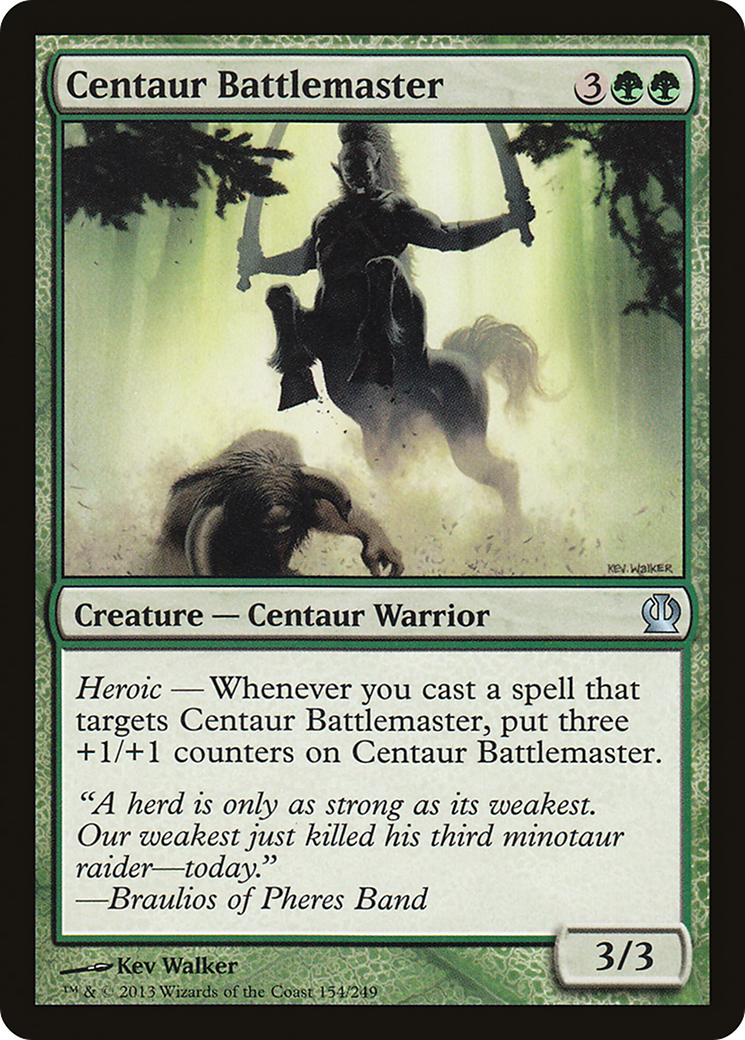 Centaur Battlemaster 3
KEV. WALKER
Creature — Centaur Warrior
Heroic — Whenever you cast a spell that
targets Centaur Battlemaster, put three
+1/+1 counters on Centaur Battlemaster.
“A herd is only as strong as its weakest.
Our weakest just killed his third minotaur
raider—today.”
—Braulios of Pheres Band
3/3
Kev Walker
™ & © 2013 Wizards of the Coast 154/249